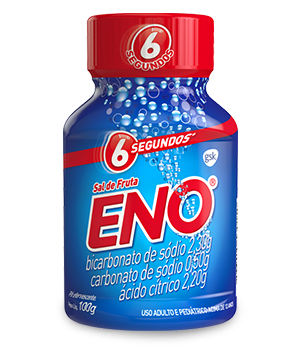 6
SEGUNDOS
6 SEGUNDOS*
gsk
Sal de Fruta
ENO®
bicarbonato de sódio 2,30g
carbonato de sódio 0,50g
ácido cítrico 2,20g
100g
USO ADULTO E PEDIÁTRICO ACIMA DE 12 ANOS